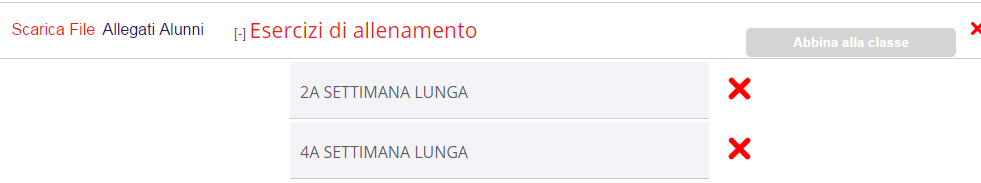 Scarica File Allegati Alunni [-] Esercizi di allenamento
Abbina alla classe
2A SETTIMANA LUNGA
4A SETTIMANA LUNGA